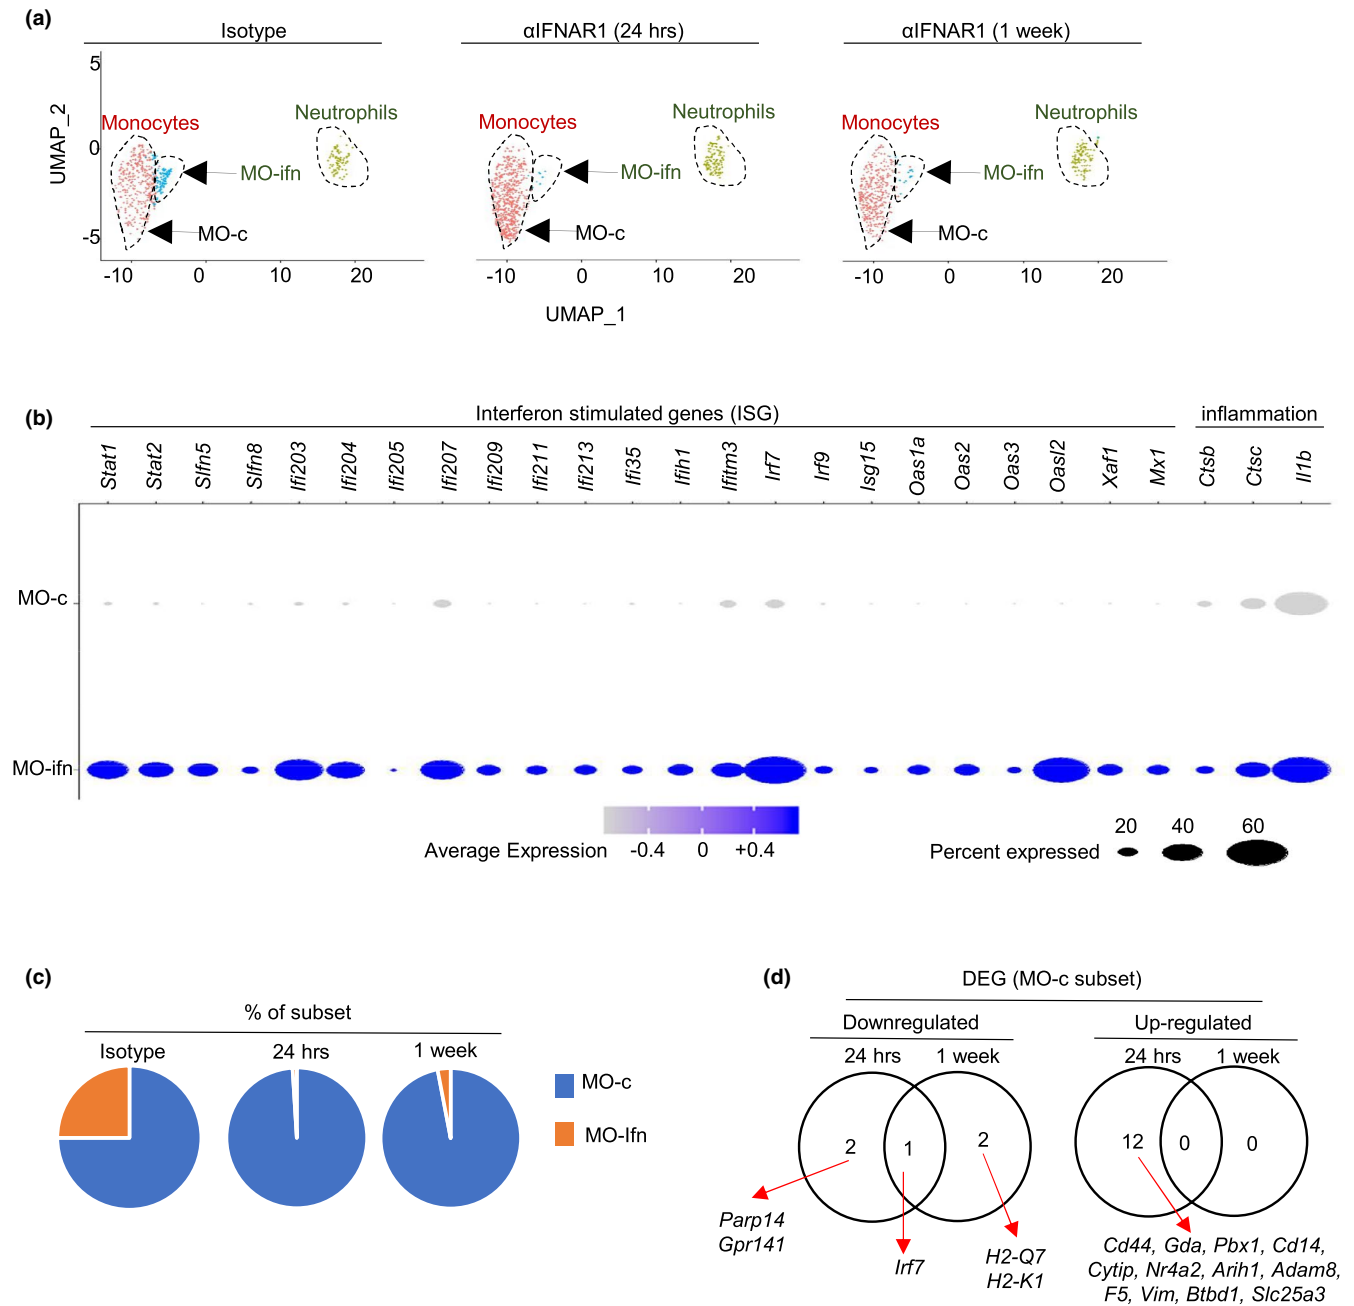 (a)
Isotype
αIFNAR1 (24 hrs)
αIFNAR1 (1 week)
UMAP_2
5
0
-5
Monocytes
Neutrophils
MO-ifn
MO-c
Monocytes
Neutrophils
MO-ifn
MO-c
Monocytes
Neutrophils
MO-ifn
MO-c
-10 0 10 20
-10 0 10 20
-10 0 10 20
UMAP_1
(b)
Interferon stimulated genes (ISG)
inflammation
Stat1
Stat2
Slfn5
Slfn8
Ifi203
Ifi204
Ifi205
Ifi207
Ifi209
Ifi211
Ifi213
Ifi35
Ifih1
Ifitm3
Irf7
Irf9
Isg15
Oas1a
Oas2
Oas3
Oasl2
Xaf1
Mx1
Ctsb
Ctsc
Il1b
MO-c
MO-ifn
Average Expression
-0.4 0 +0.4
Percent expressed
20 40 60
(c)
% of subset
Isotype
24 hrs
1 week
MO-c
MO-Ifn
(d)
DEG (MO-c subset)
Downregulated
24 hrs 1 week
2 1 2
Parp14
Gpr141
Irf7
H2-Q7
H2-K1
Up-regulated
24 hrs 1 week
12 0 0
Cd44, Gda, Pbx1, Cd14,
Cytip, Nr4a2, Arih1, Adam8,
F5, Vim, Btbd1, Slc25a3